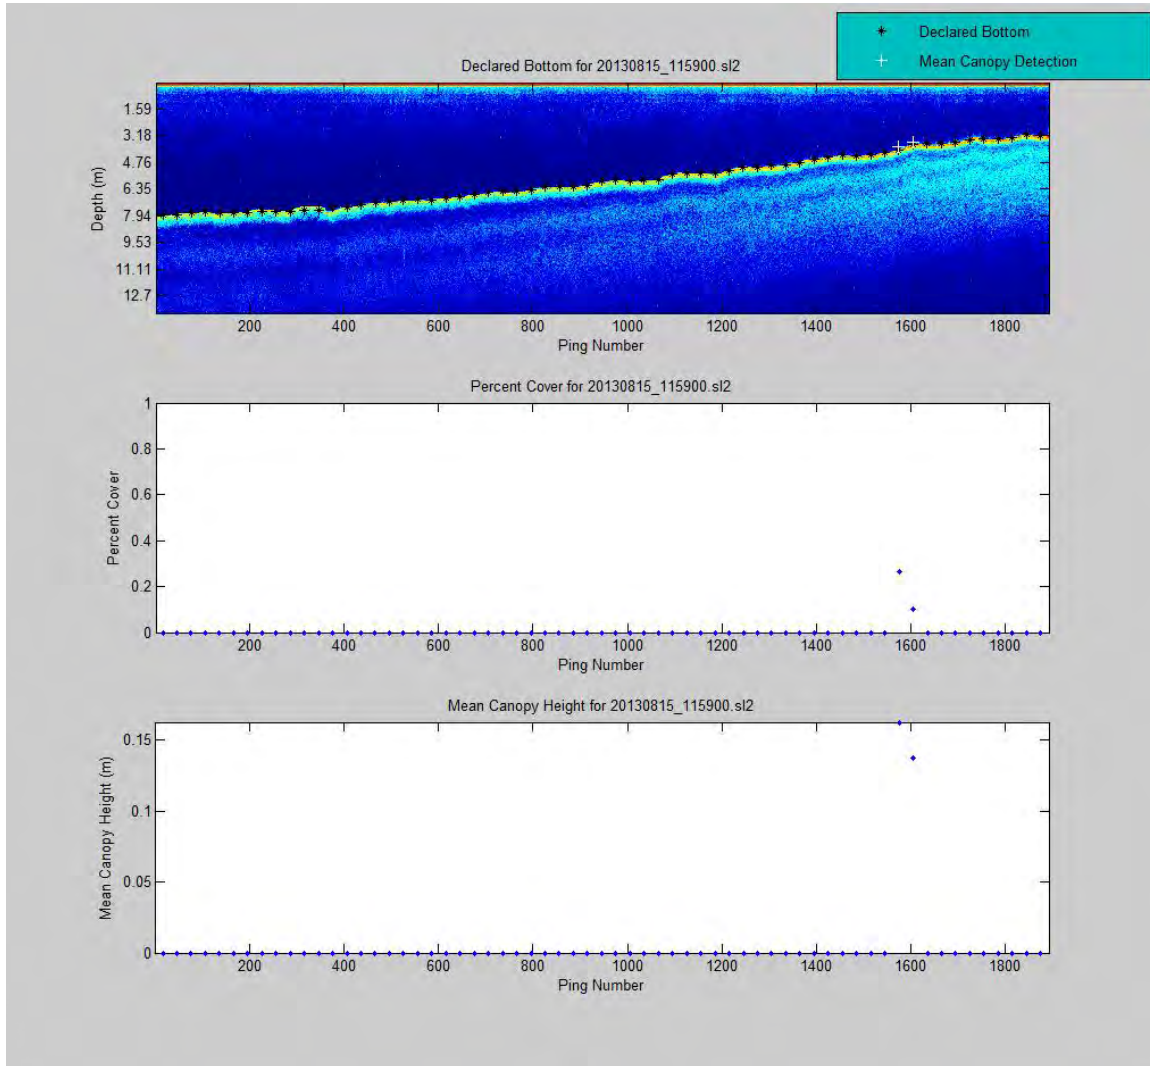 Declared Bottom
Mean Canopy Detection
Declared Bottom for 20130815_115900.sl2
Depth (m)
1.59
3.18
4.76
6.35
7.94
9.53
11.11
12.7
200 400 600 800 1000 1200 1400 1600 1800
Ping Number
Percent Cover for 20130815_115900.sl2
Percent Cover
1
0.8
0.6
0.4
0.2
0
200 400 600 800 1000 1200 1400 1600 1800
Ping Number
Mean Canopy Height for 20130815_115900.sl2
Mean Canopy Height (m)
0.15
0.1
0.05
0
200 400 600 800 1000 1200 1400 1600 1800
Ping Number